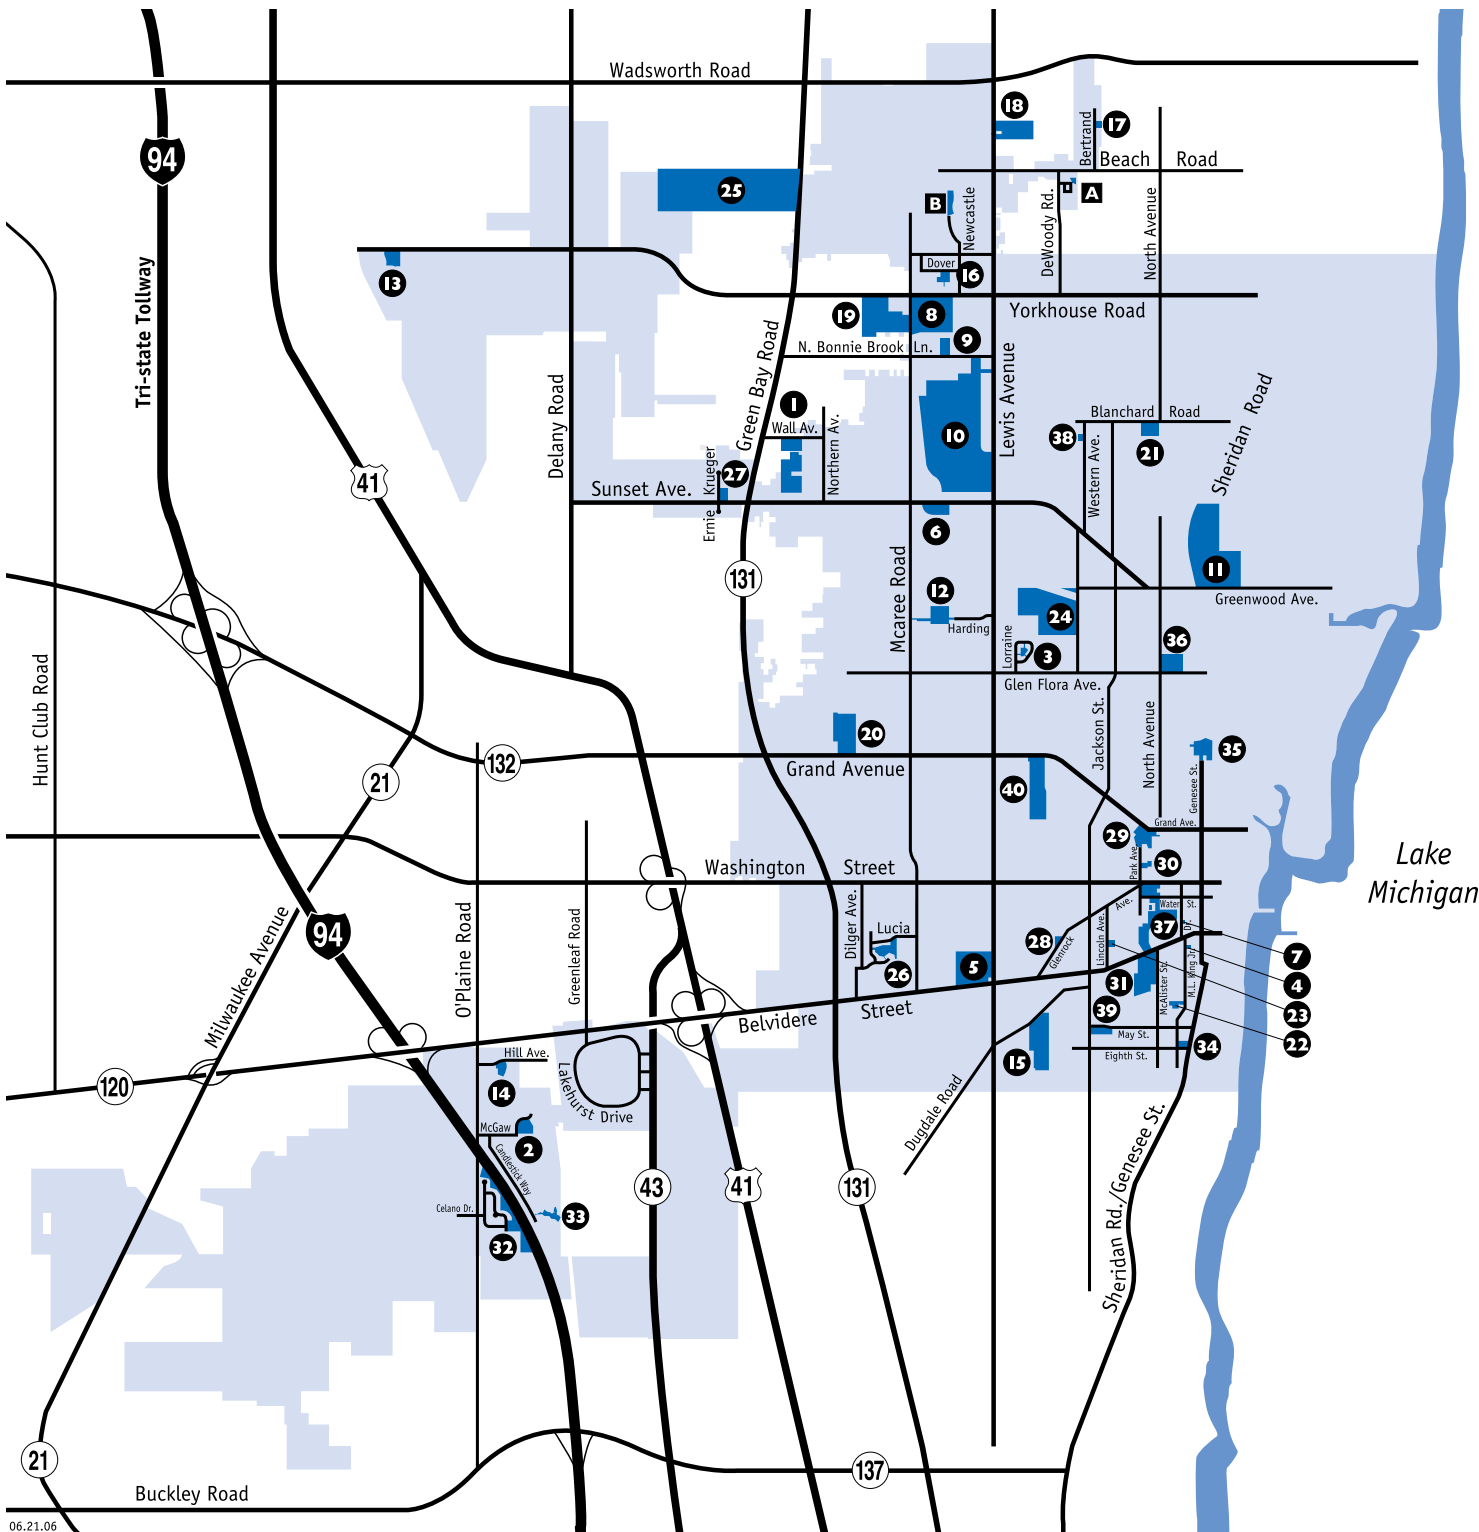 Wadsworth Road
18
17
94
Bertrand
Beach Road
25
B
A
Newcastle
DeWoody Rd.
North Avenue
Dover
16
13
Tri-state Tollway
19
8
Yorkhouse Road
9
N. Bonnie Brook Ln.
Green Bay Road
Lewis Avenue
Delany Road
1
Wall Av.
Northern Av.
10
Blanchard Road
38
21
Western Ave.
Sheridan Road
41
Krueger
27
Sunset Ave.
Ernie
6
131
11
Greenwood Ave.
Mcaree Road
12
Harding
24
Lorraine
3
36
Glen Flora Ave.
Hunt Club Road
Jackson St.
North Avenue
20
35
132
Grand Avenue
21
40
Genesee St.
Grand Ave.
29
Park Ave.
30
Lake
Michigan
Washington Street
Milwaukee Avenue
94
O'Plaine Road
Greenleaf Road
Dilger Ave.
Lucia
26
5
28
Glenrock Ave.
Lincoln Ave.
Water St.
37
Dr.
7
31
McAlister St.
M.L. King Jr.
4
23
22
39
May St.
34
Eighth St.
Belvidere Street
15
120
Hill Ave.
14
Lakehurst Drive
Dugdale Road
McGaw
2
Candlestick Way
Celano Dr.
33
32
43
41
131
Sheridan Rd./Genesee St.
21
137
Buckley Road
06.21.06